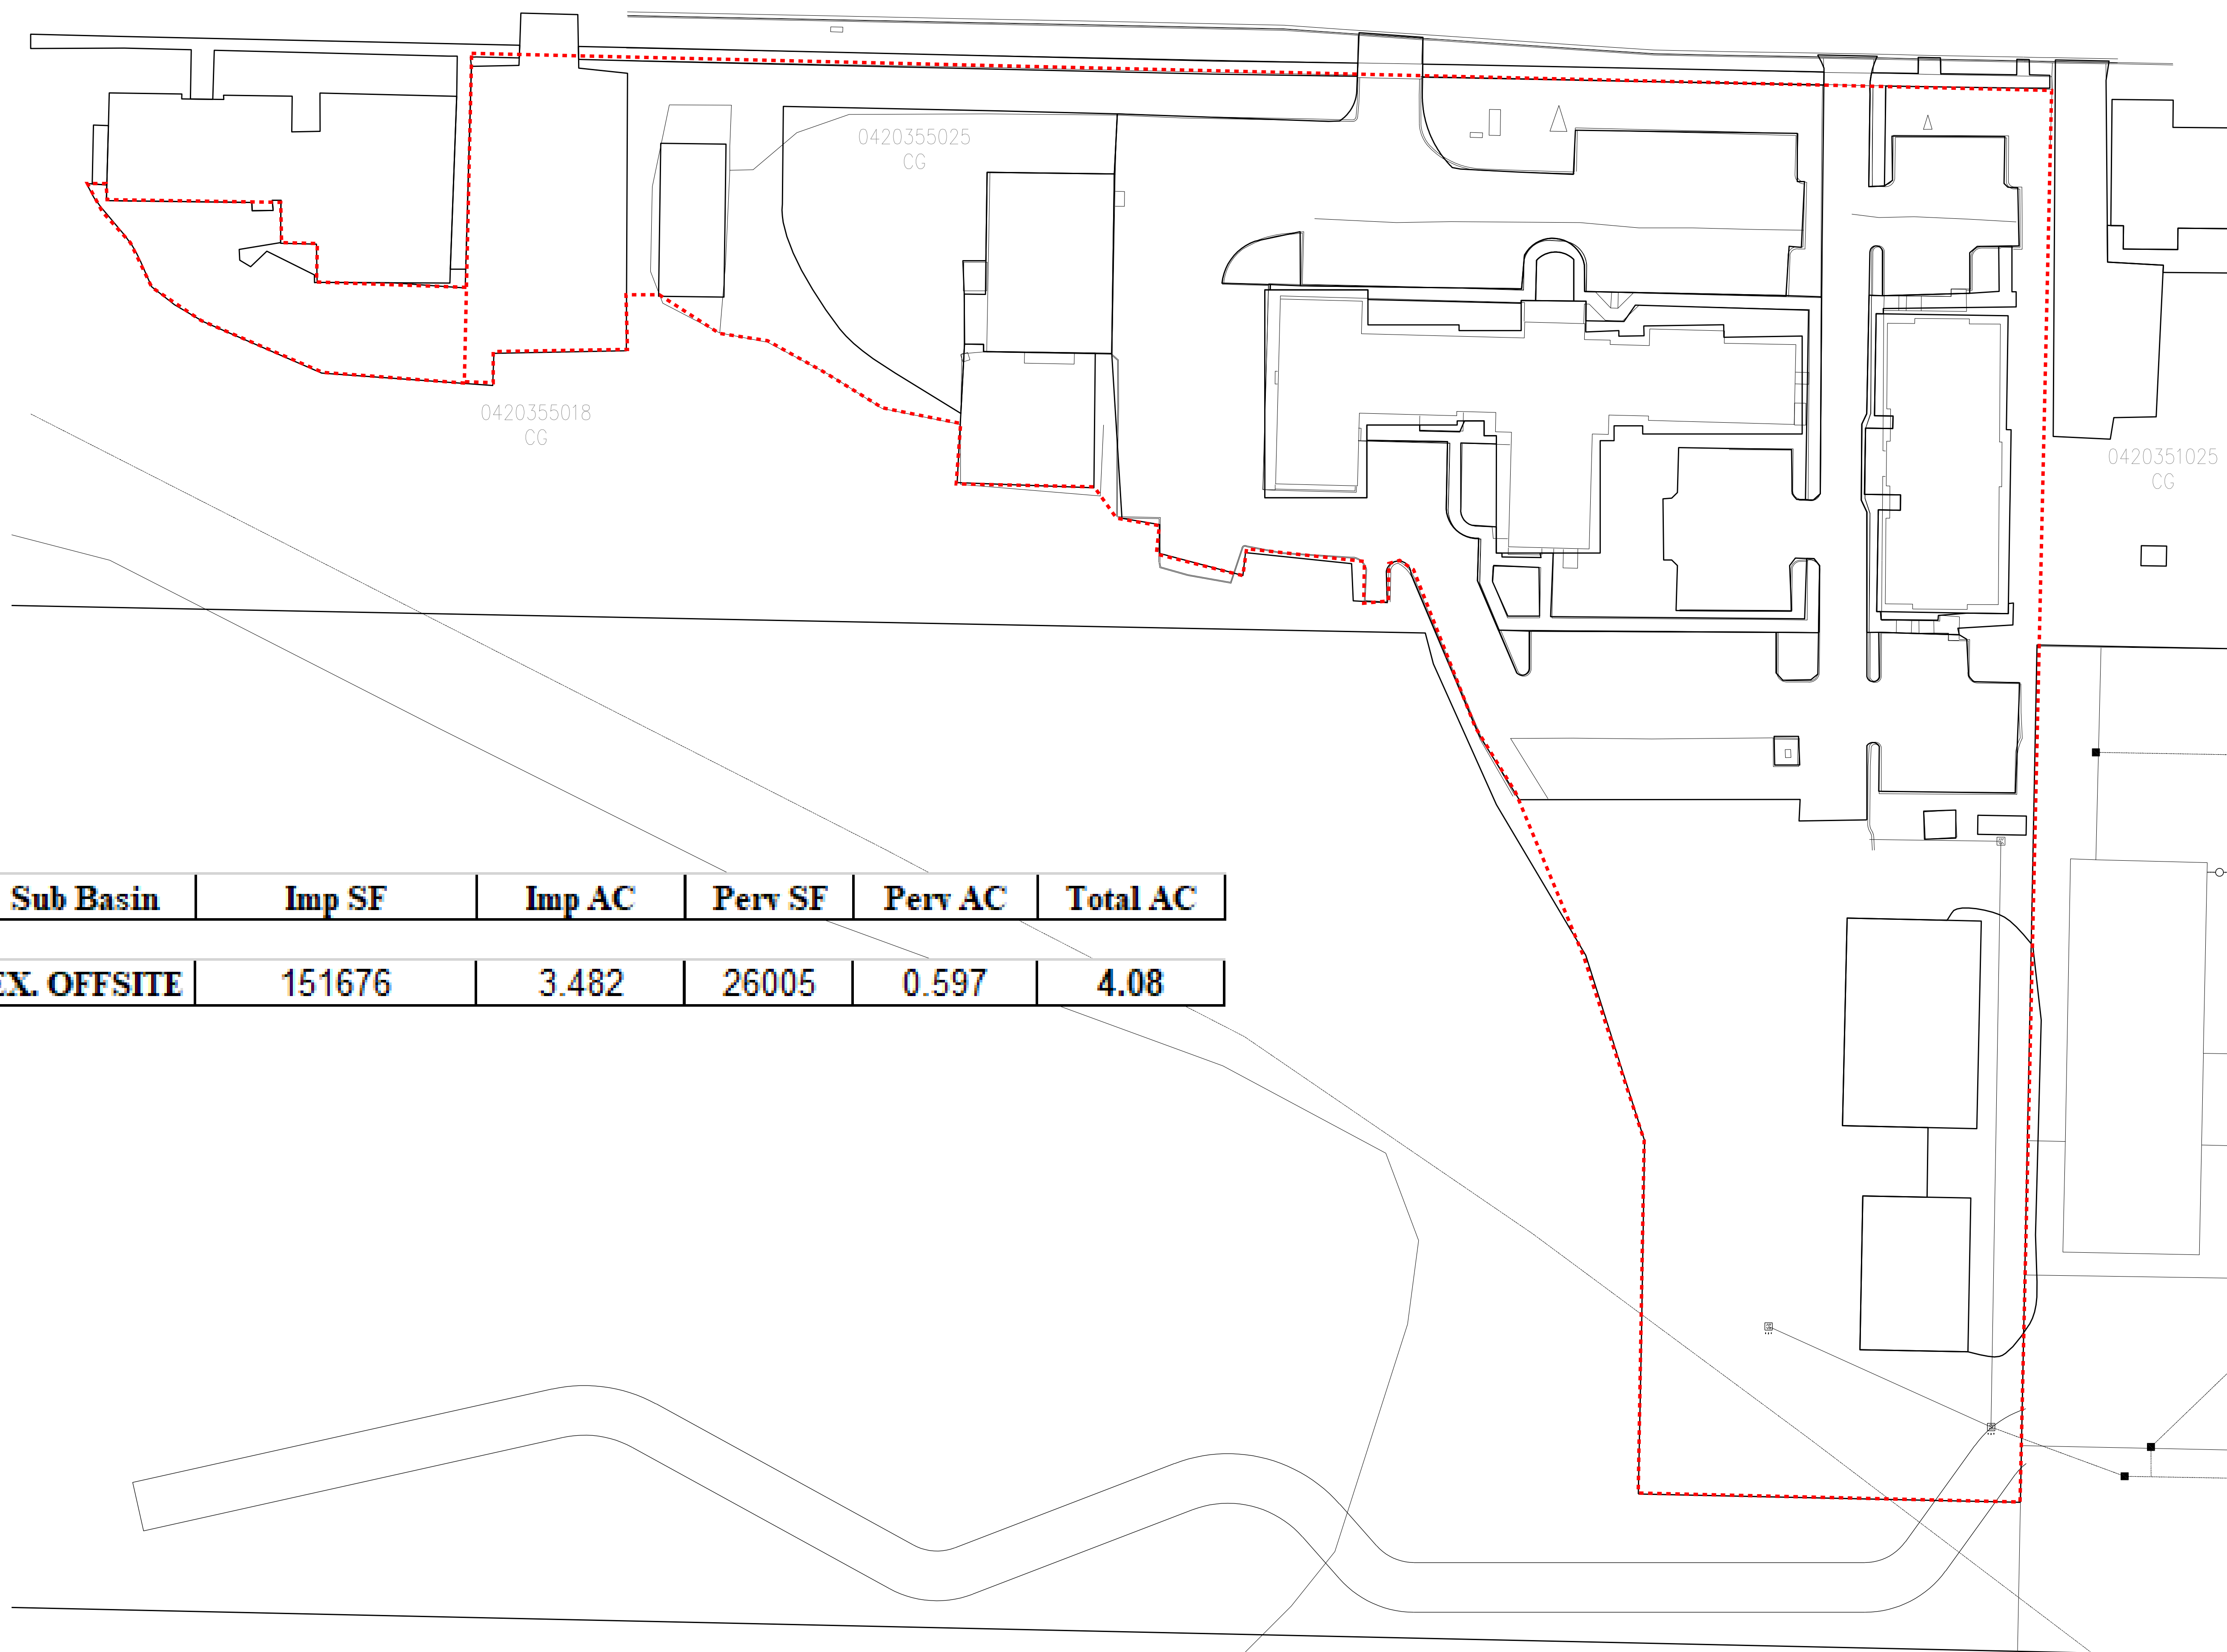 0420355025
CG
0420355018
CG
0420351025
CG
Sub Basin Imp SF Imp AC Perv SF Perv AC Total AC
EX. OFFSITE 151676 3.482 26005 0.597 4.08